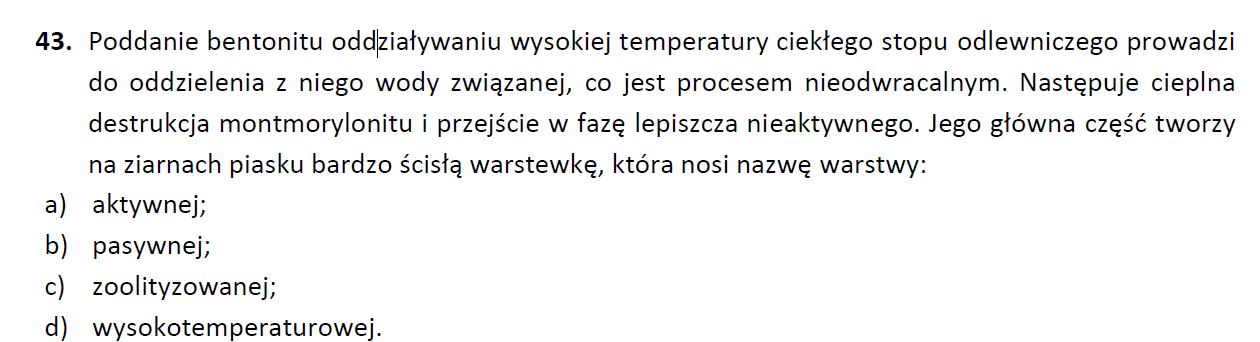 43. Poddanie bentonitu oddziaływaniu wysokiej temperatury ciekłego stopu odlewniczego prowadzi
do oddzielenia z niego wody związanej, co jest procesem nieodwracalnym. Następuje cieplna
destrukcja montmorylonitu i przejście w fazę lepiszcza nieaktywnego. Jego główna część tworzy
na ziarnach piasku bardzo ścisłą warstewkę, która nosi nazwę warstwy:
a) aktywnej;
b) pasywnej;
c) zoolityzowanej;
d) wysokotemperaturowej.